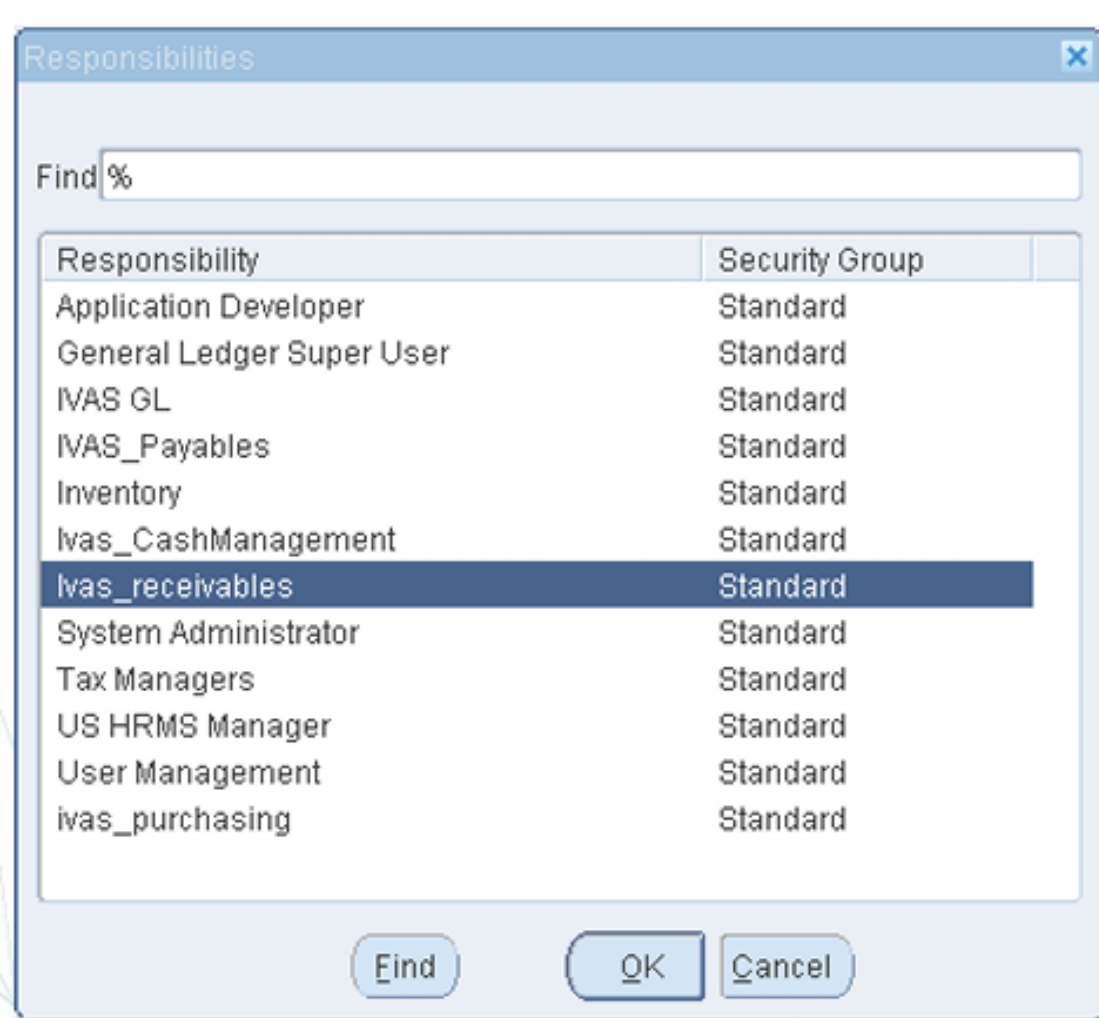 Responsibilities
Find %
Responsibility Security Group
Application Developer Standard
General Ledger Super User Standard
IVAS GL Standard
IVAS_Payables Standard
Inventory Standard
Ivas_CashManagement Standard
Ivas_receivables Standard
System Administrator Standard
Tax Managers Standard
US HRMS Manager Standard
User Management Standard
ivas_purchasing Standard
Find OK Cancel